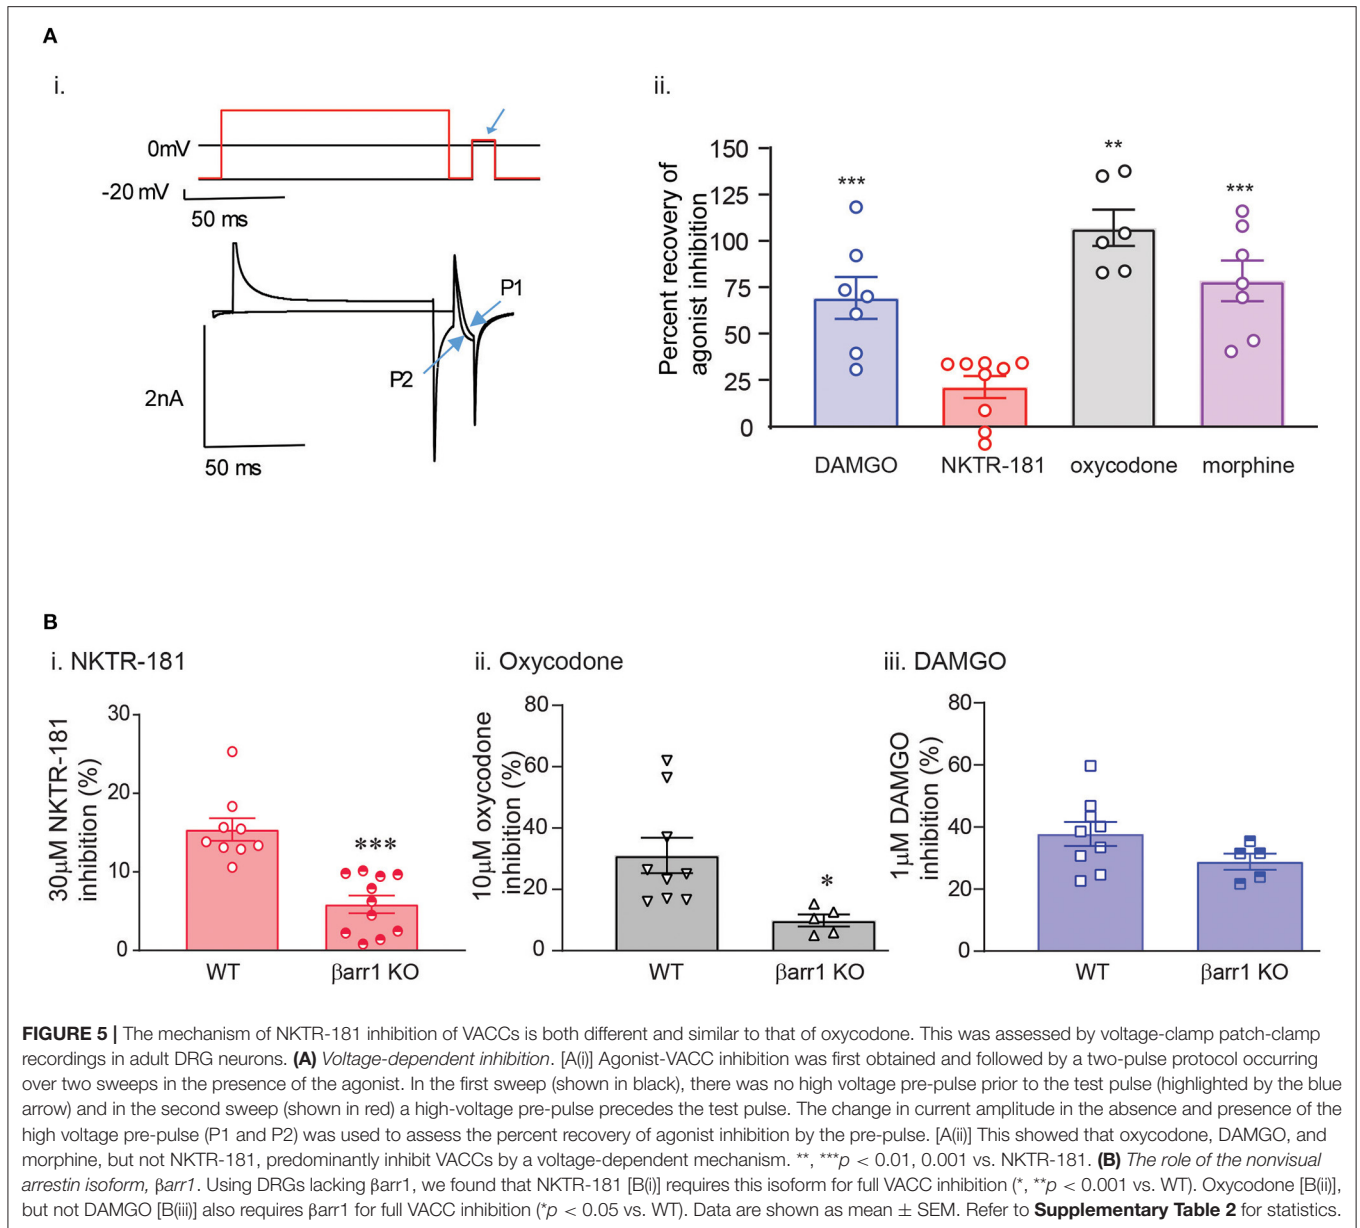 A
i.
0mV
-20 mV
50 ms
P1
P2
2nA
50 ms
ii.
Percent recovery of
agonist inhibition
150
125
100
75
50
25
0
***
**
***
DAMGO
NKTR-181
oxycodone
morphine
B
i. NKTR-181
30μM NKTR-181
inhibition (%)
30
20
10
0
***
WT
βarr1 KO
ii. Oxycodone
10μM oxycodone
inhibition (%)
80
60
40
20
0
*
WT
βarr1 KO
iii. DAMGO
1μM DAMGO
inhibition (%)
80
60
40
20
0
WT
βarr1 KO
FIGURE 5 | The mechanism of NKTR-181 inhibition of VACCs is both different and similar to that of oxycodone. This was assessed by voltage-clamp patch-clamp
recordings in adult DRG neurons. (A) Voltage-dependent inhibition. [A(i)] Agonist-VACC inhibition was first obtained and followed by a two-pulse protocol occurring
over two sweeps in the presence of the agonist. In the first sweep (shown in black), there was no high voltage pre-pulse prior to the test pulse (highlighted by the blue
arrow) and in the second sweep (shown in red) a high-voltage pre-pulse precedes the test pulse. The change in current amplitude in the absence and presence of the
high voltage pre-pulse (P1 and P2) was used to assess the percent recovery of agonist inhibition by the pre-pulse. [A(ii)] This showed that oxycodone, DAMGO, and
morphine, but not NKTR-181, predominantly inhibit VACCs by a voltage-dependent mechanism. **, ***p < 0.01, 0.001 vs. NKTR-181. (B) The role of the nonvisual
arrestin isoform, βarr1. Using DRGs lacking βarr1, we found that NKTR-181 [B(i)] requires this isoform for full VACC inhibition (*, **p < 0.001 vs. WT). Oxycodone [B(ii)],
but not DAMGO [B(iii)] also requires βarr1 for full VACC inhibition (*p < 0.05 vs. WT). Data are shown as mean ± SEM. Refer to Supplementary Table 2 for statistics.